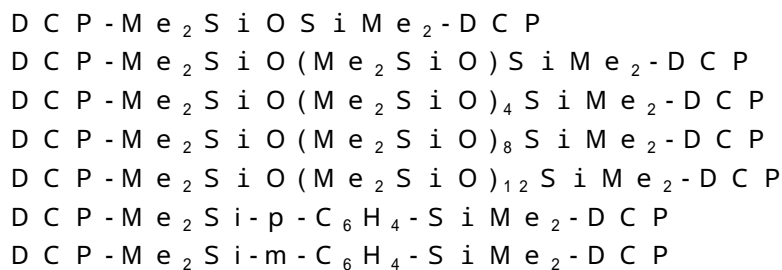 DCP-Me₂SiOSiMe₂-DCP
DCP-Me₂SiO(Me₂SiO)SiMe₂-DCP
DCP-Me₂SiO(Me₂SiO)₄SiMe₂-DCP
DCP-Me₂SiO(Me₂SiO)₈SiMe₂-DCP
DCP-Me₂SiO(Me₂SiO)₁₂SiMe₂-DCP
DCP-Me₂Si-p-C₆H₄-SiMe₂-DCP
DCP-Me₂Si-m-C₆H₄-SiMe₂-DCP